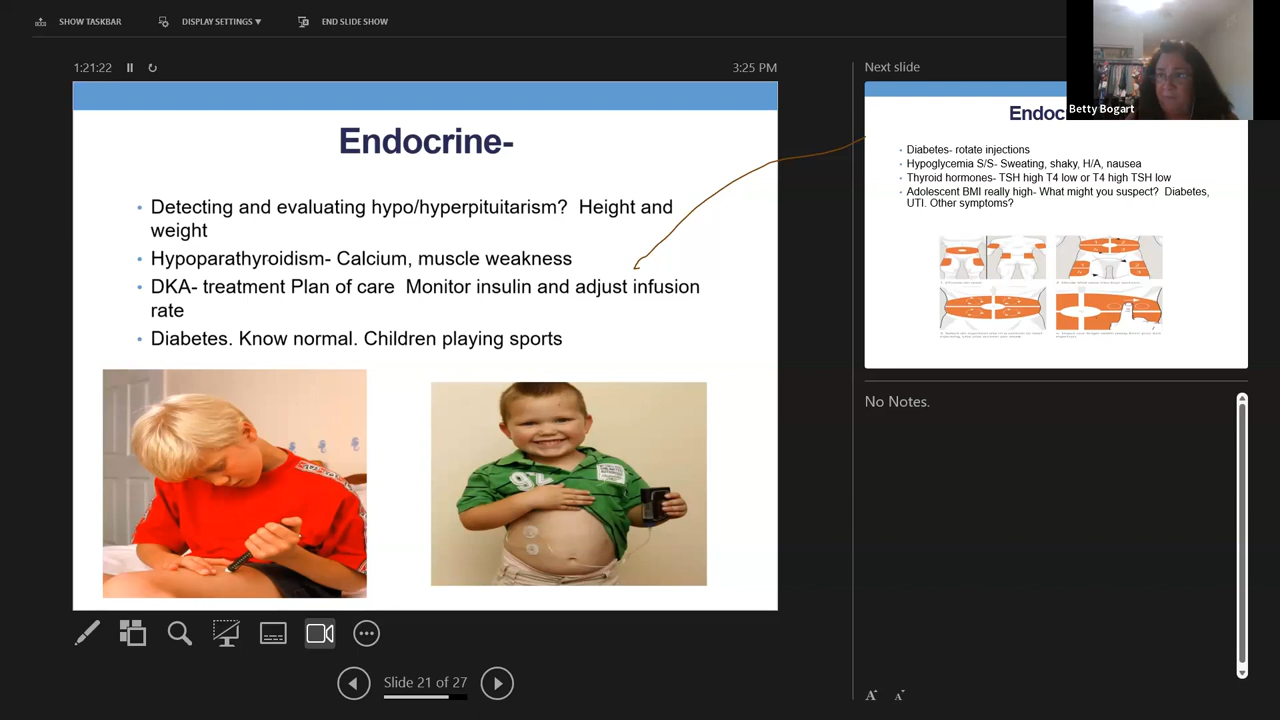 SHOW TASKBAR
DISPLAY SETTINGS ▼
END SLIDE SHOW
1:21:22
3:25 PM
Endocrine-
• Detecting and evaluating hypo/hyperpituitarism? Height and
weight
• Hypoparathyroidism- Calcium, muscle weakness
• DKA- treatment Plan of care Monitor insulin and adjust infusion
rate
• Diabetes. Know normal. Children playing sports
92
Slide 21 of 27
Next slide
Betty Bogart
Endoc
• Diabetes- rotate injections
• Hypoglycemia S/S- Sweating, shaky, H/A, nausea
• Thyroid hormones- TSH high T4 low or T4 high TSH low
• Adolescent BMI really high- What might you suspect? Diabetes,
UTI. Other symptoms?
No Notes.
A A